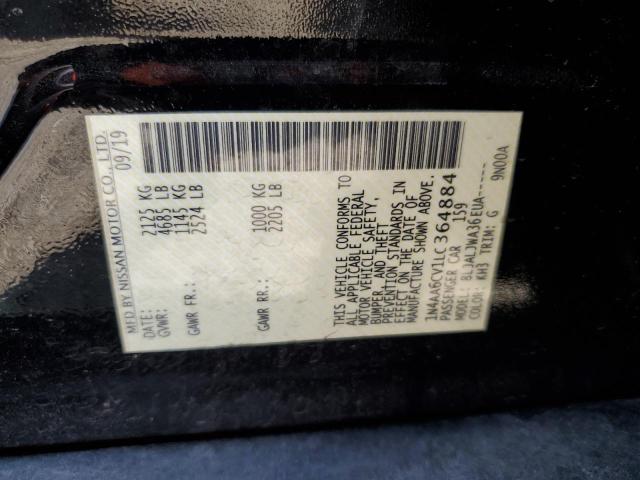 MFD BY NISSAN MOTOR CO., LTD.
DATE: 09/19
GVWR: 2125 KG
4685 LB
GAWR FR.: 1145 KG
2524 LB
GAWR RR.: 1000 KG
2205 LB
THIS VEHICLE CONFORMS TO
ALL APPLICABLE FEDERAL
MOTOR VEHICLE SAFETY,
BUMPER, AND THEFT
PREVENTION STANDARDS IN
EFFECT ON THE DATE OF
MANUFACTURE SHOWN ABOVE.
1N4AA6CV1LC364884
PASSENGER CAR 159
MODEL: BLJALJWA36EUA------
COLOR: KH3 TRIM: G 9N00A